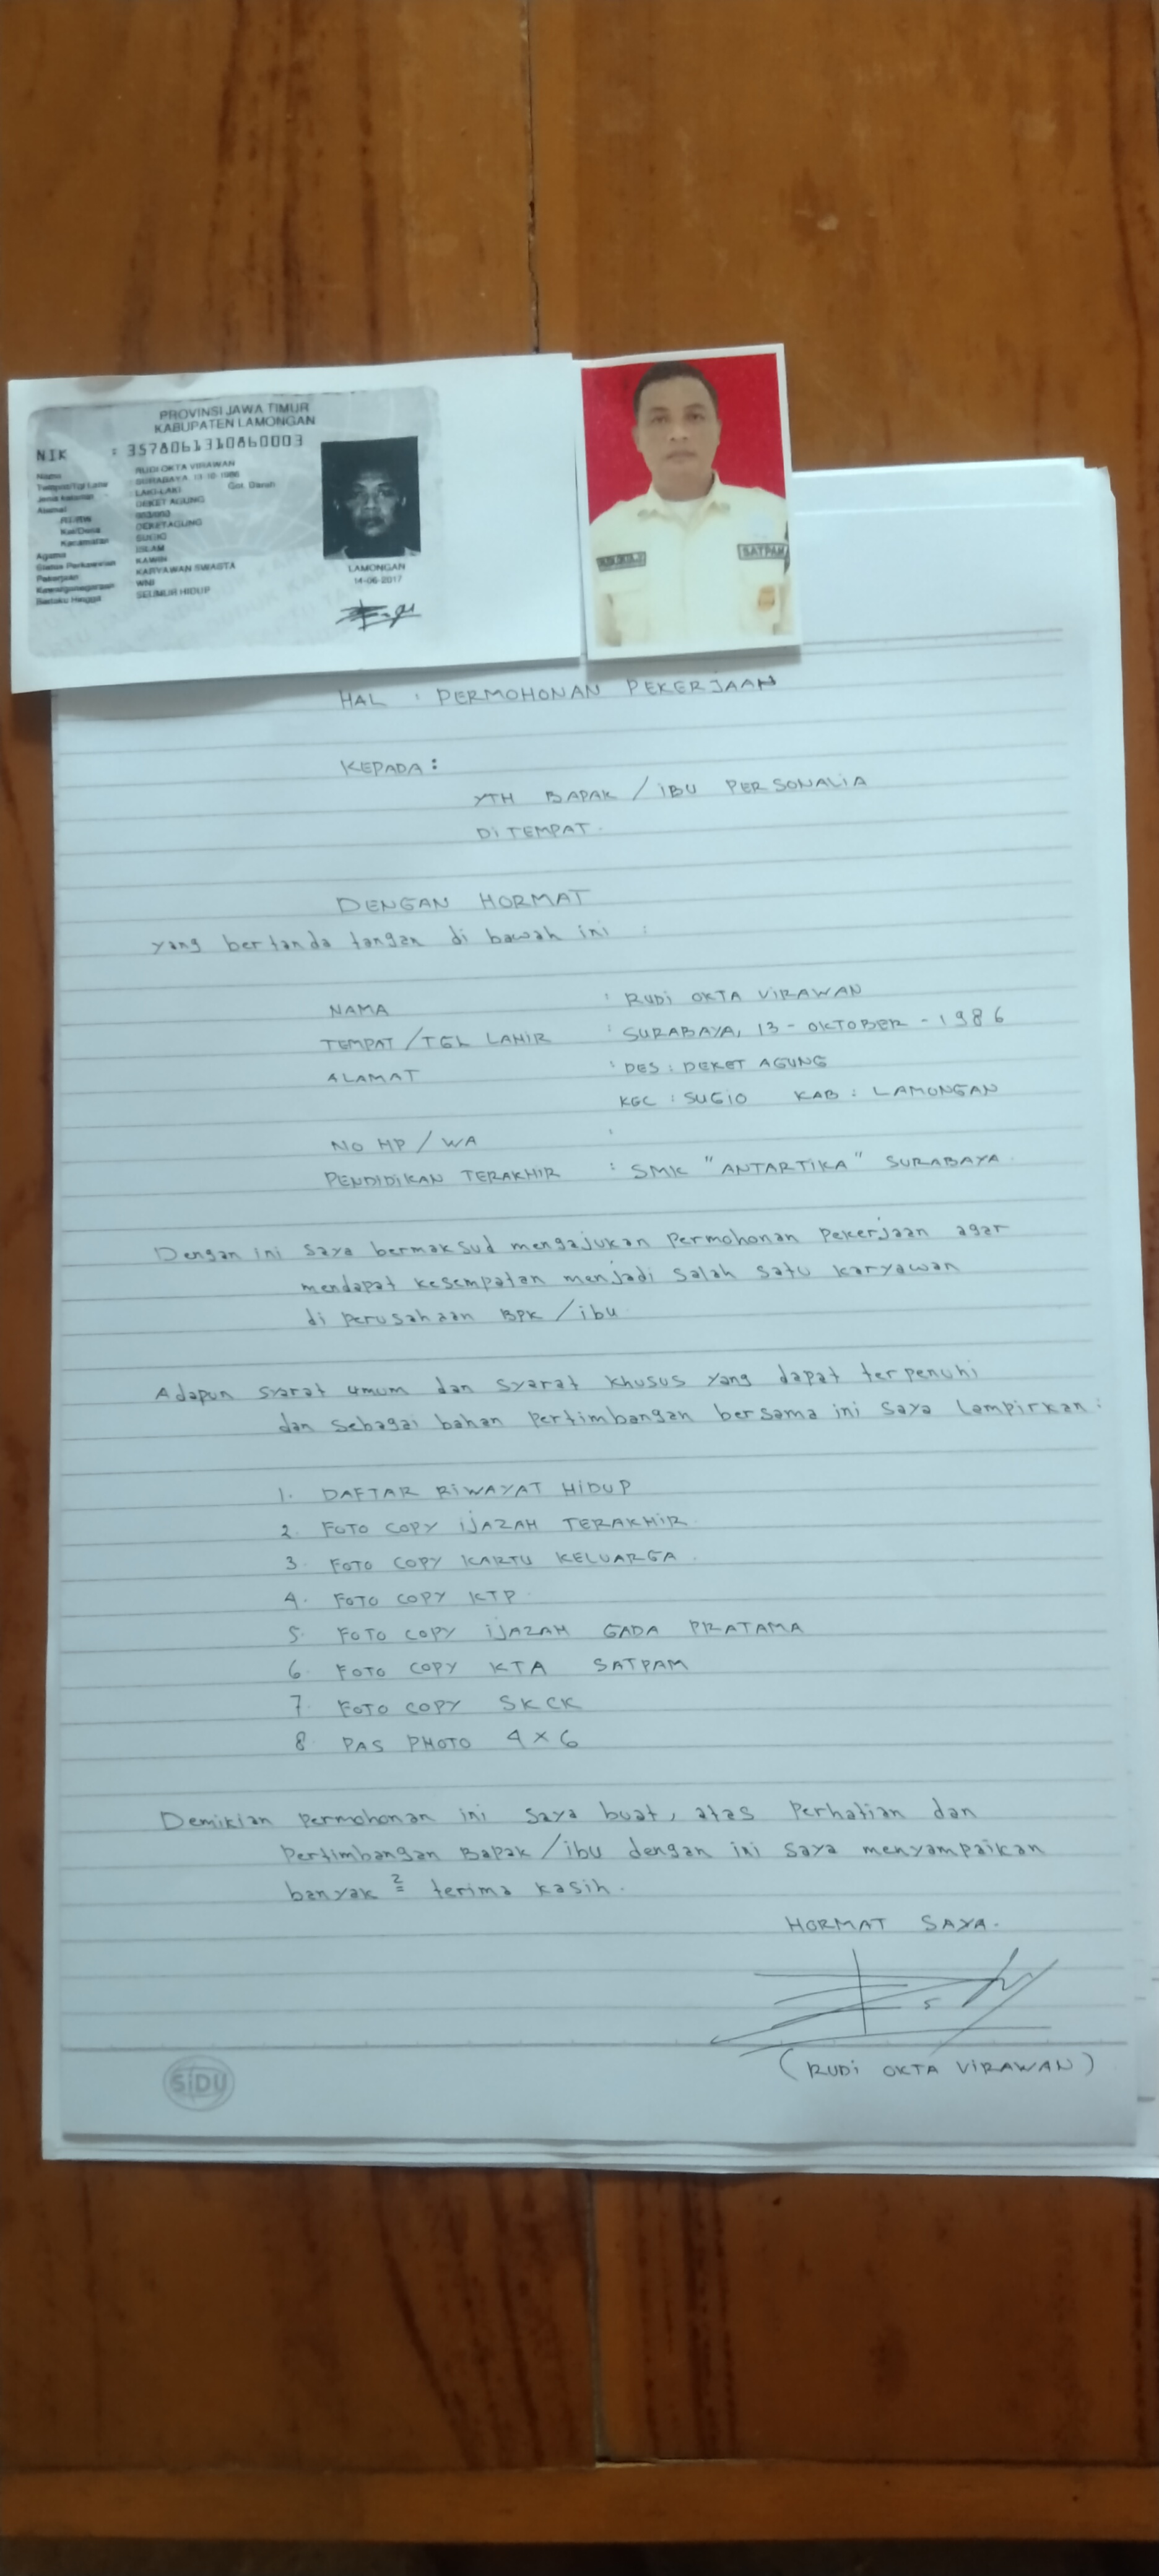 PROVINSI JAWA TIMUR
KABUPATEN LAMONGAN
NIK : 3578061310860003
Nama : RUDI OKTA VIRAWAN
Tempat/Tgl Lahir : SURABAYA, 13-10-1986
Jenis kelamin : LAKI-LAKI Gol. Darah
Alamat : DEKET AGUNG
RT/RW : 003/003
Kel/Desa : DEKETAGUNG
Kecamatan : SUGIO
Agama : ISLAM
Status Perkawinan : KAWIN
Pekerjaan : KARYAWAN SWASTA
Kewarganegaraan : WNI
Berlaku Hingga : SEUMUR HIDUP
LAMONGAN
14-06-2017
SATPAM
HAL : PERMOHONAN PEKERJAAN
KEPADA :
YTH BAPAK / IBU PERSONALIA
DI TEMPAT.
DENGAN HORMAT
yang bertanda tangan di bawah ini :
NAMA : RUDI OKTA VIRAWAN
TEMPAT / TGL LAHIR : SURABAYA, 13 - OKTOBER - 1986
ALAMAT : DES : DEKET AGUNG
KEC : SUGIO KAB : LAMONGAN
NO HP / WA :
PENDIDIKAN TERAKHIR : SMK "ANTARTIKA" SURABAYA.
Dengan ini saya bermaksud mengajukan permohonan pekerjaan agar
mendapat kesempatan menjadi salah satu karyawan
di perusahaan BPK / ibu
Adapun syarat umum dan syarat khusus yang dapat terpenuhi
dan sebagai bahan pertimbangan bersama ini saya lampirkan :
1. DAFTAR RIWAYAT HIDUP
2. FOTO COPY IJAZAH TERAKHIR
3. FOTO COPY KARTU KELUARGA.
4. FOTO COPY KTP.
5. FOTO COPY IJAZAH GADA PRATAMA
6. FOTO COPY KTA SATPAM
7. FOTO COPY SKCK
8. PAS PHOTO 4 x 6
Demikian permohonan ini saya buat, atas perhatian dan
pertimbangan Bapak / ibu dengan ini saya menyampaikan
banyak ² terima kasih.
HORMAT SAYA.
(RUDI OKTA VIRAWAN)
SiDU